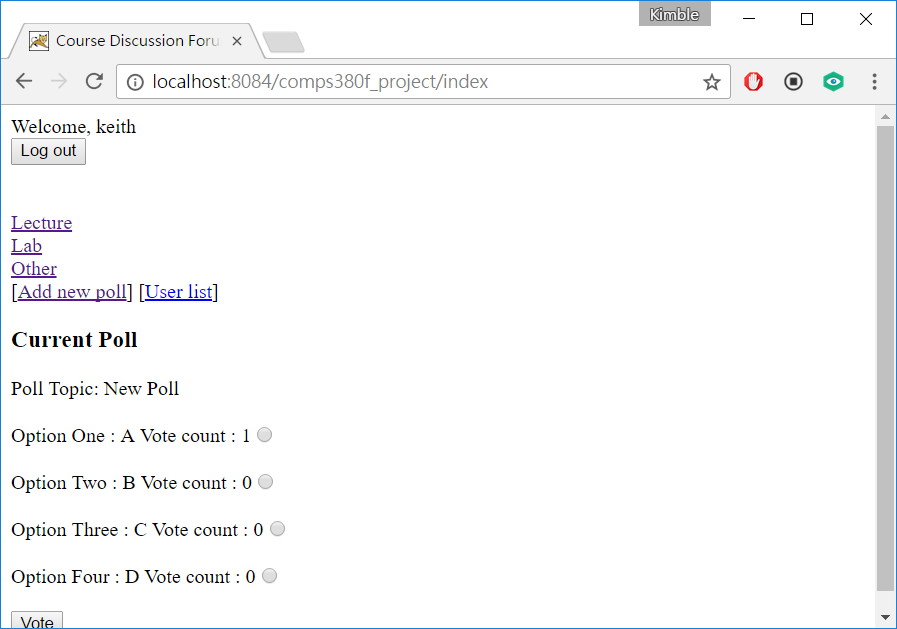 Kimble
Course Discussion Foru
localhost:8084/comps380f_project/index
Welcome, keith
Log out
Lecture
Lab
Other
[Add new poll] [User list]
Current Poll
Poll Topic: New Poll
Option One : A Vote count : 1
Option Two : B Vote count : 0
Option Three : C Vote count : 0
Option Four : D Vote count : 0
Vote